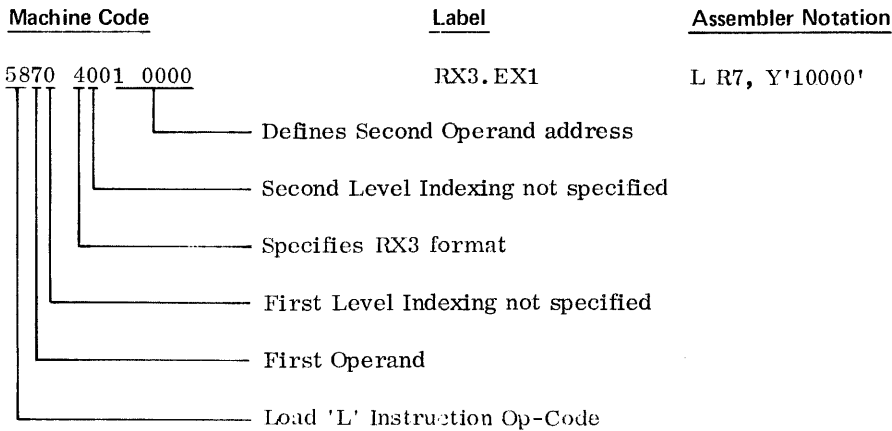 Machine Code Label Assembler Notation
5870 4001 0000 RX3.EX1 L R7, Y'10000'
Defines Second Operand address
Second Level Indexing not specified
Specifies RX3 format
First Level Indexing not specified
First Operand
Load 'L' Instruction Op-Code